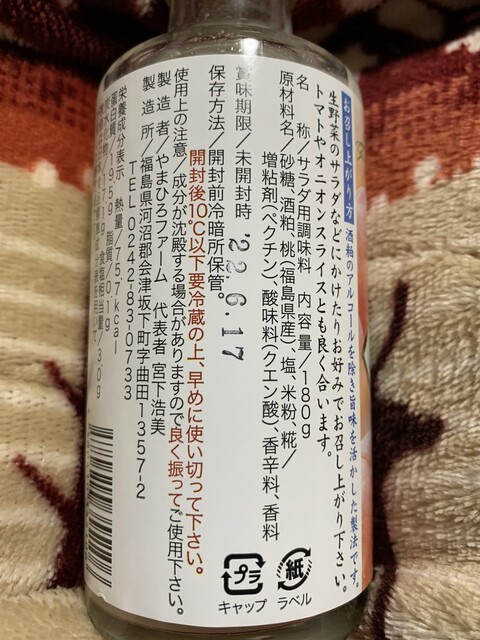 お召し上がり方 酒粕のアルコールを除き旨味を活かした製法です。
生野菜のサラダなどにかけたりお好みでお召し上がり下さい。
トマトやオニオンスライスとも良く合います。
名 称/サラダ用調味料 内容量/180g
原材料名/砂糖、酒粕、桃(福島県産)、塩、米粉、糀/
増粘剤(ペクチン)、酸味料(クエン酸)、香辛料、香料
賞味期限/未開封時 '22.6.17
保存方法/開封前冷暗所保管。
開封後10℃以下要冷蔵の上、早めに使い切って下さい。
使用上の注意、成分が沈殿する場合がありますので良く振ってご使用下さい。
製造者/やまひろファーム 代表者 宮下浩美
製造所/福島県河沼郡会津坂下町字曲田1357-2
TEL 0242-83-0733
栄養成分表示 熱量/757kcal
蛋白質/19.5g 脂質/0.1g
食塩相当量/3.0g
プラ
キャップ
紙
ラベル